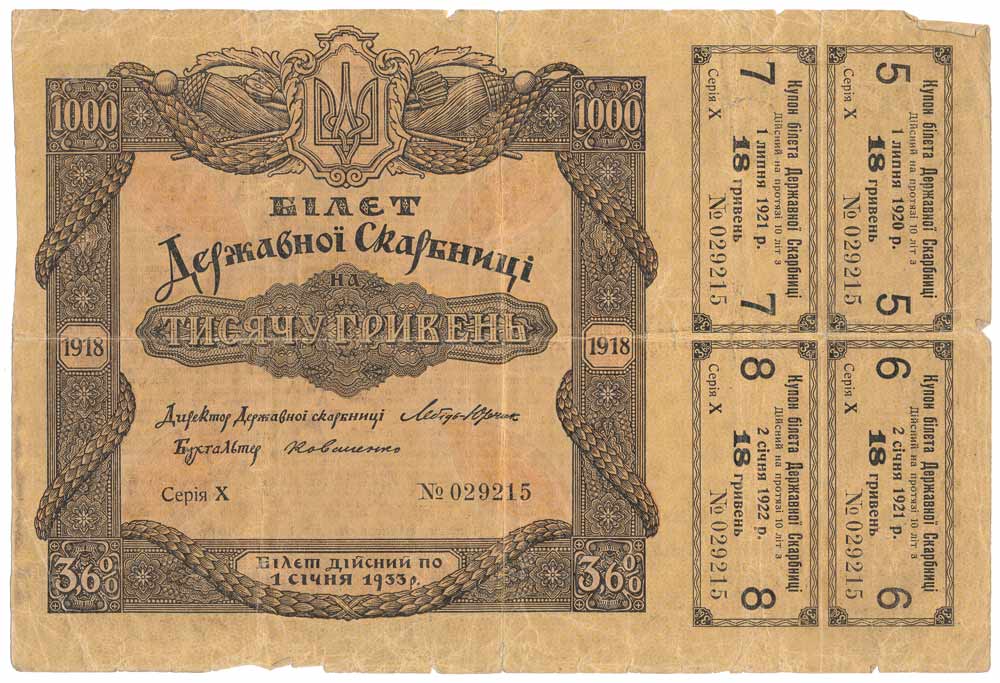 1000
1000
БІЛЕТ
Державної Скарбниці
НА
ТИСЯЧУ ГРИВЕНЬ
1918
1918
Директор Державної скарбниці
Бухгальтер
Серія X
№ 029215
3.6%
3.6%
Білет дійсний по
1 січня 1933 р.
7
Купон білета Державної Скарбниці
Дійсний на протязі 10 літ з
1 липня 1921 р.
18 гривень
Серія X
№ 029215
7
5
Купон білета Державної Скарбниці
Дійсний на протязі 10 літ з
1 липня 1920 р.
18 гривень
Серія X
№ 029215
5
8
Купон білета Державної Скарбниці
Дійсний на протязі 10 літ з
2 січня 1922 р.
18 гривень
Серія X
№ 029215
8
6
Купон білета Державної Скарбниці
Дійсний на протязі 10 літ з
2 січня 1921 р.
18 гривень
Серія X
№ 029215
6